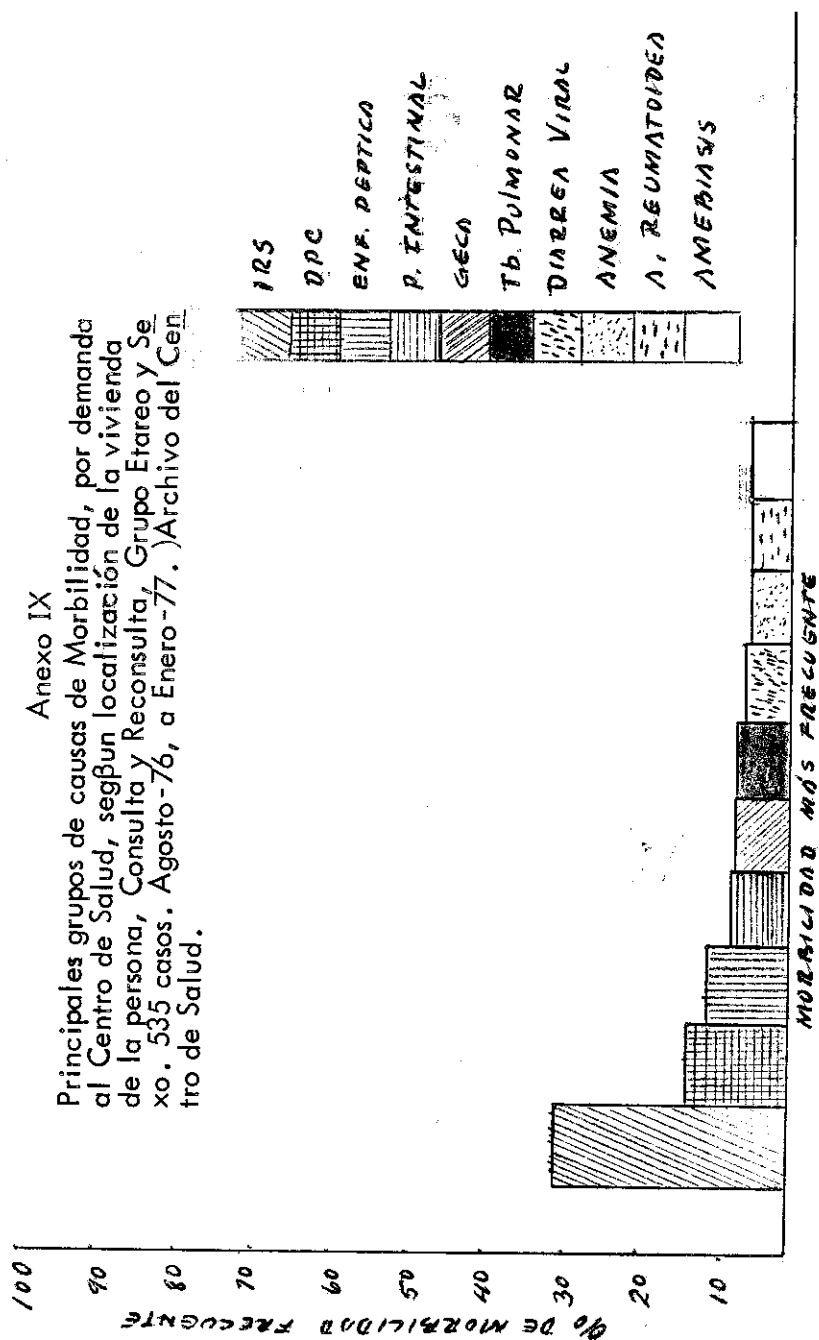 Anexo IX
Principales grupos de causas de Morbilidad, por demanda
al Centro de Salud, segßun localización de la vivienda
de la persona, Consulta y Reconsulta, Grupo Etareo y Se
xo. 535 casos. Agosto-76, a Enero-77. )Archivo del Cen
tro de Salud.
IRS
DPC
ENF. DEPTICA
P. INTESTINAL
GECA
Tb. PULMONAR
DIARREA VIRAL
ANEMIA
A. REUMATOIDEA
AMEBIASIS
% DE MORBILIDAD FRECUENTE
100
90
80
70
60
50
40
30
20
10
MORBILIDAD MÁS FRECUENTE